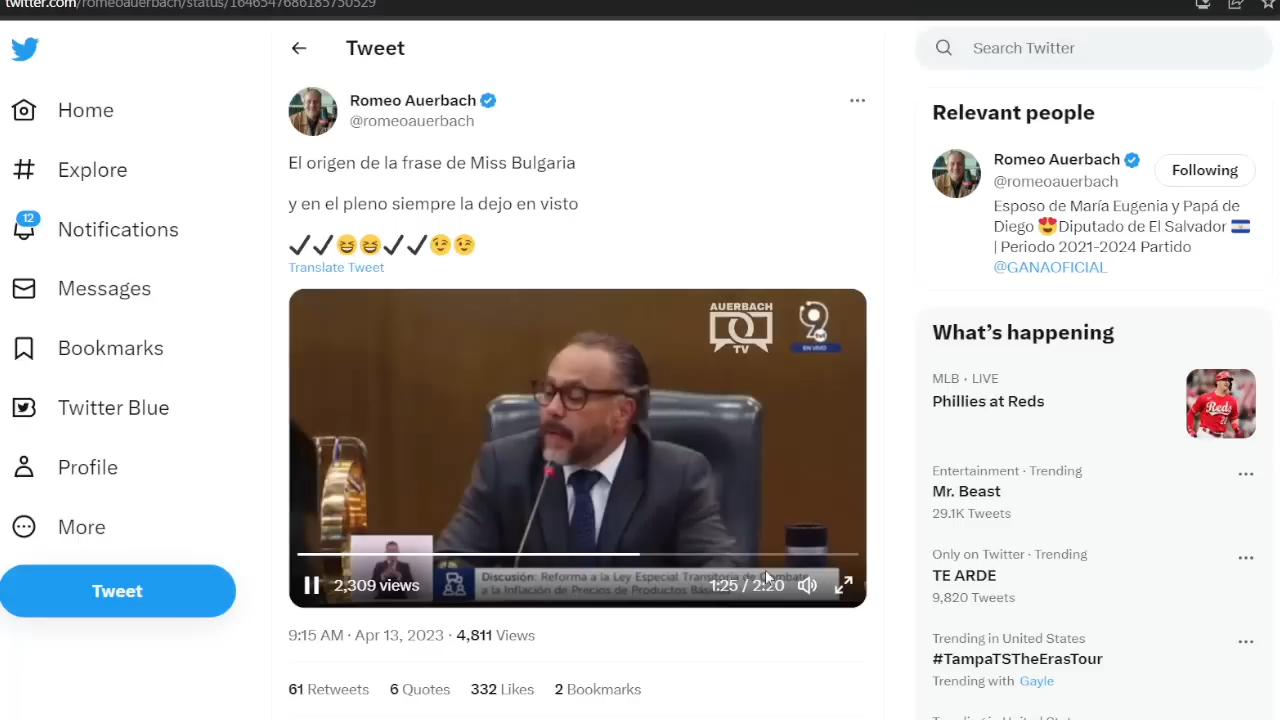 twitter.com/romeoauerbach/status/1646547686185750529
Home
Explore
12
Notifications
Messages
Bookmarks
Twitter Blue
Profile
More
Tweet
Tweet
Romeo Auerbach
@romeoauerbach
El origen de la frase de Miss Bulgaria
y en el pleno siempre la dejo en visto
✓✓😆😆✓✓😉😉
Translate Tweet
AUERBACH
TV
EN VIVO
Discusión: Reforma a la Ley Especial Transitoria de Combate
a la Inflación de Precios de Productos
2,309 views
1:25 / 2:20
9:15 AM · Apr 13, 2023 · 4,811 Views
61 Retweets 6 Quotes 332 Likes 2 Bookmarks
Search Twitter
Relevant people
Romeo Auerbach
@romeoauerbach
Following
Esposo de María Eugenia y Papá de
Diego 😍Diputado de El Salvador 🇸🇻
| Periodo 2021-2024 Partido
@GANAOFICIAL
What's happening
MLB · LIVE
Phillies at Reds
Reds
Entertainment · Trending
Mr. Beast
29.1K Tweets
Only on Twitter · Trending
TE ARDE
9,820 Tweets
Trending in United States
#TampaTSTheErasTour
Trending with Gayle